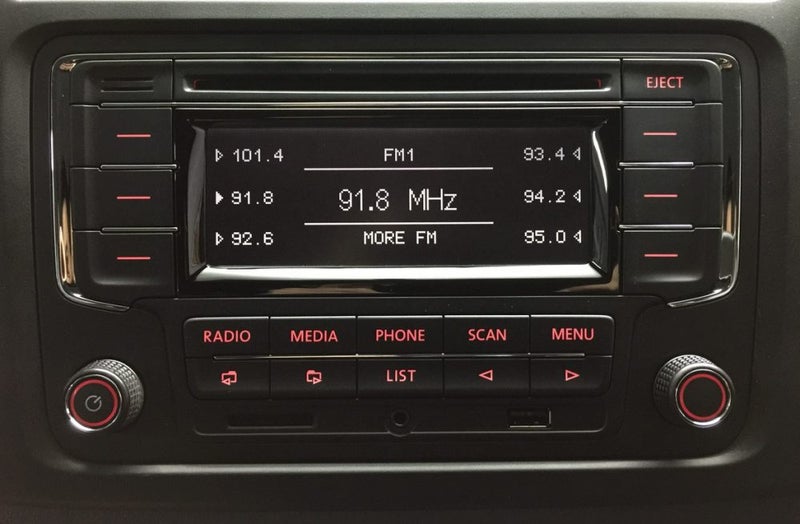 EJECT
101.4 FM1 93.4
91.8 91.8 MHz 94.2
92.6 MORE FM 95.0
RADIO MEDIA PHONE SCAN MENU
LIST